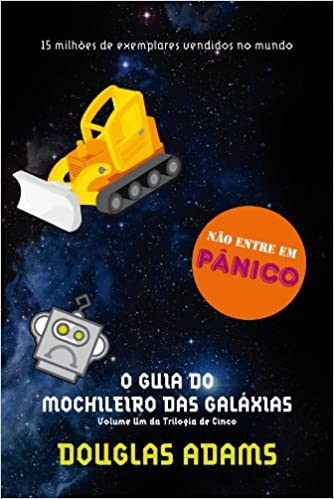 15 milhões de exemplares vendidos no mundo
NÃO ENTRE EM
PÂNICO
O GUIA DO
MOCHILEIRO DAS GALÁXIAS
Volume Um da Trilogia de Cinco
DOUGLAS ADAMS